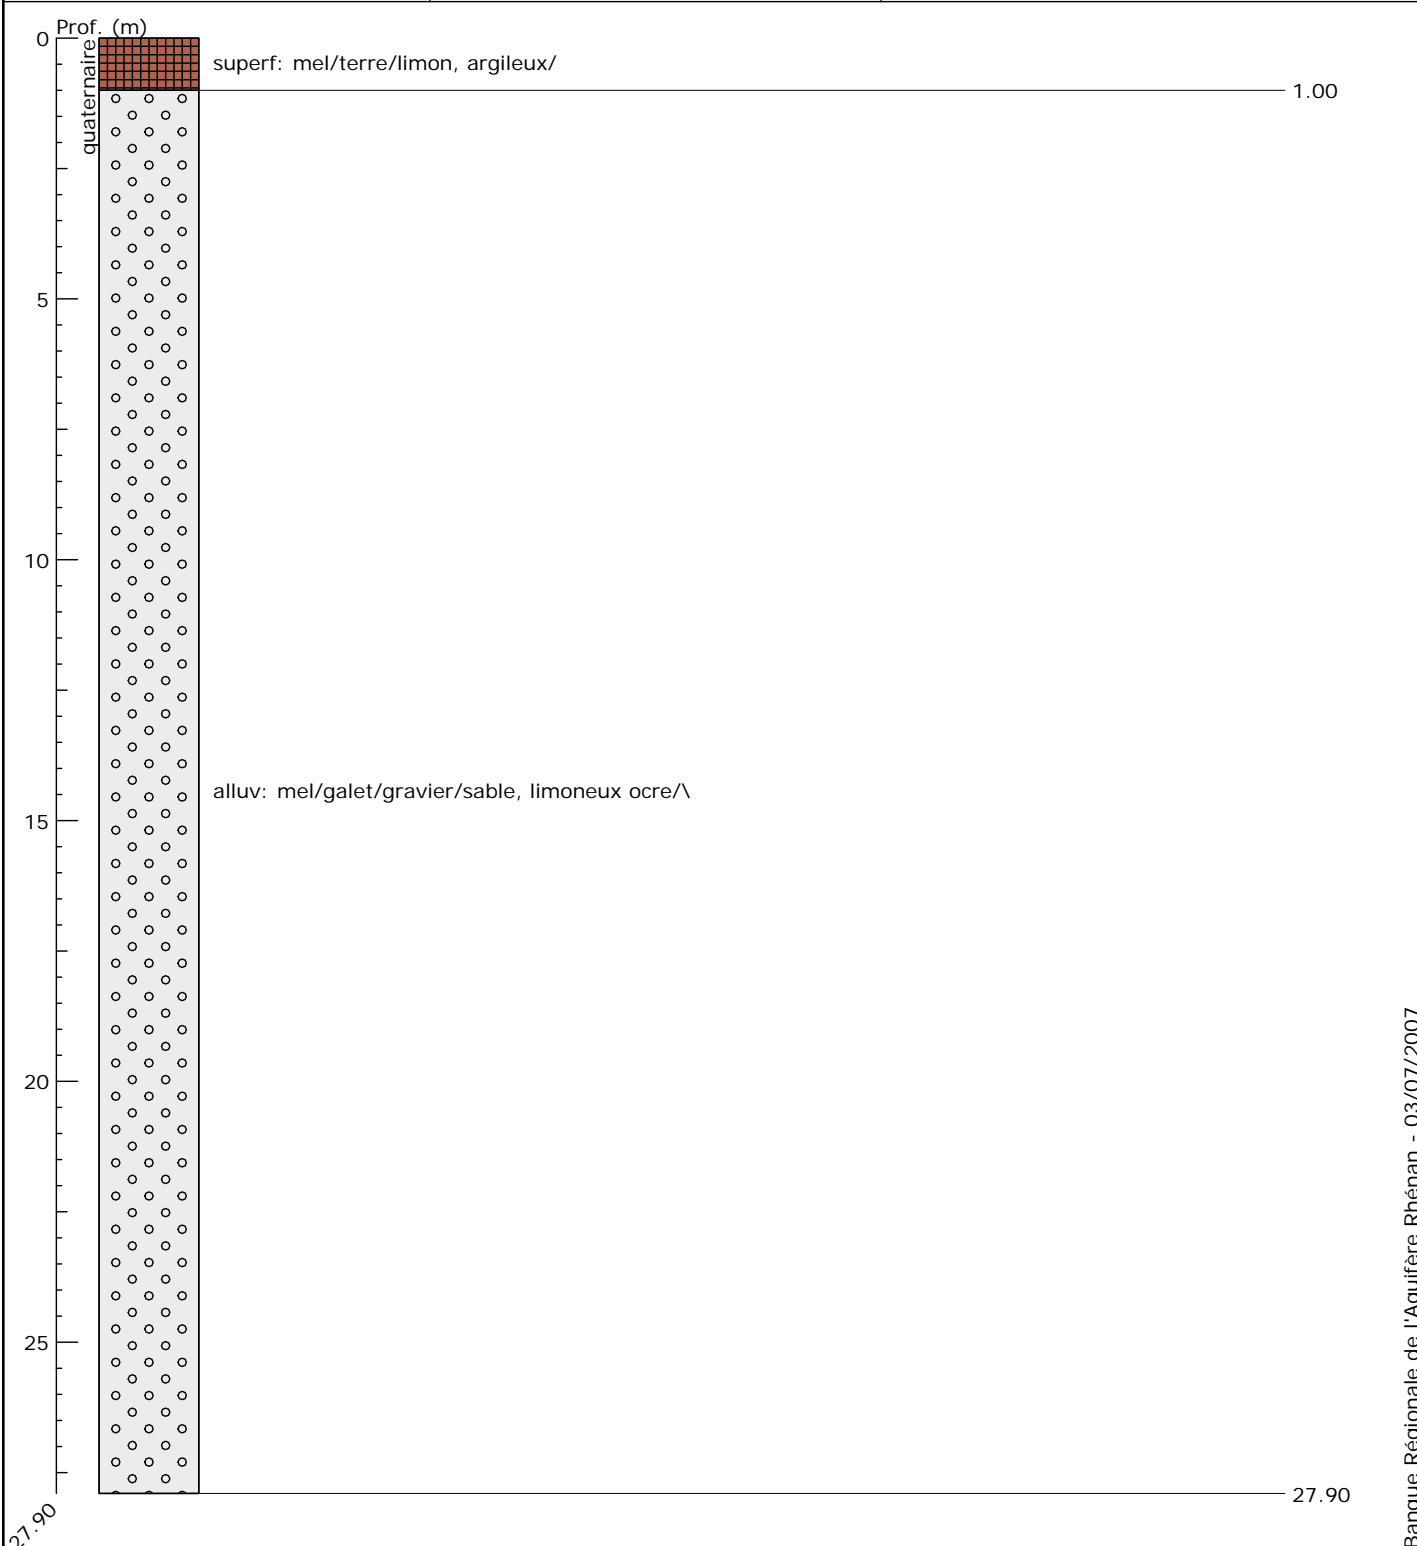 Prof. (m)
0
quaternaire
superf: mel/terre/limon, argileux/
1.00
5
10
alluv: mel/galet/gravier/sable, limoneux ocre/\
15
20
25
27.90
27.90
Banque Régionale de l'Aquifère Rhénan - 03/07/2007